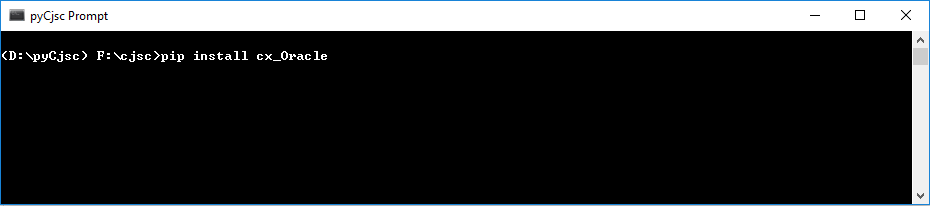 pyCjsc Prompt
(D:\pyCjsc) F:\cjsc>pip install cx_Oracle